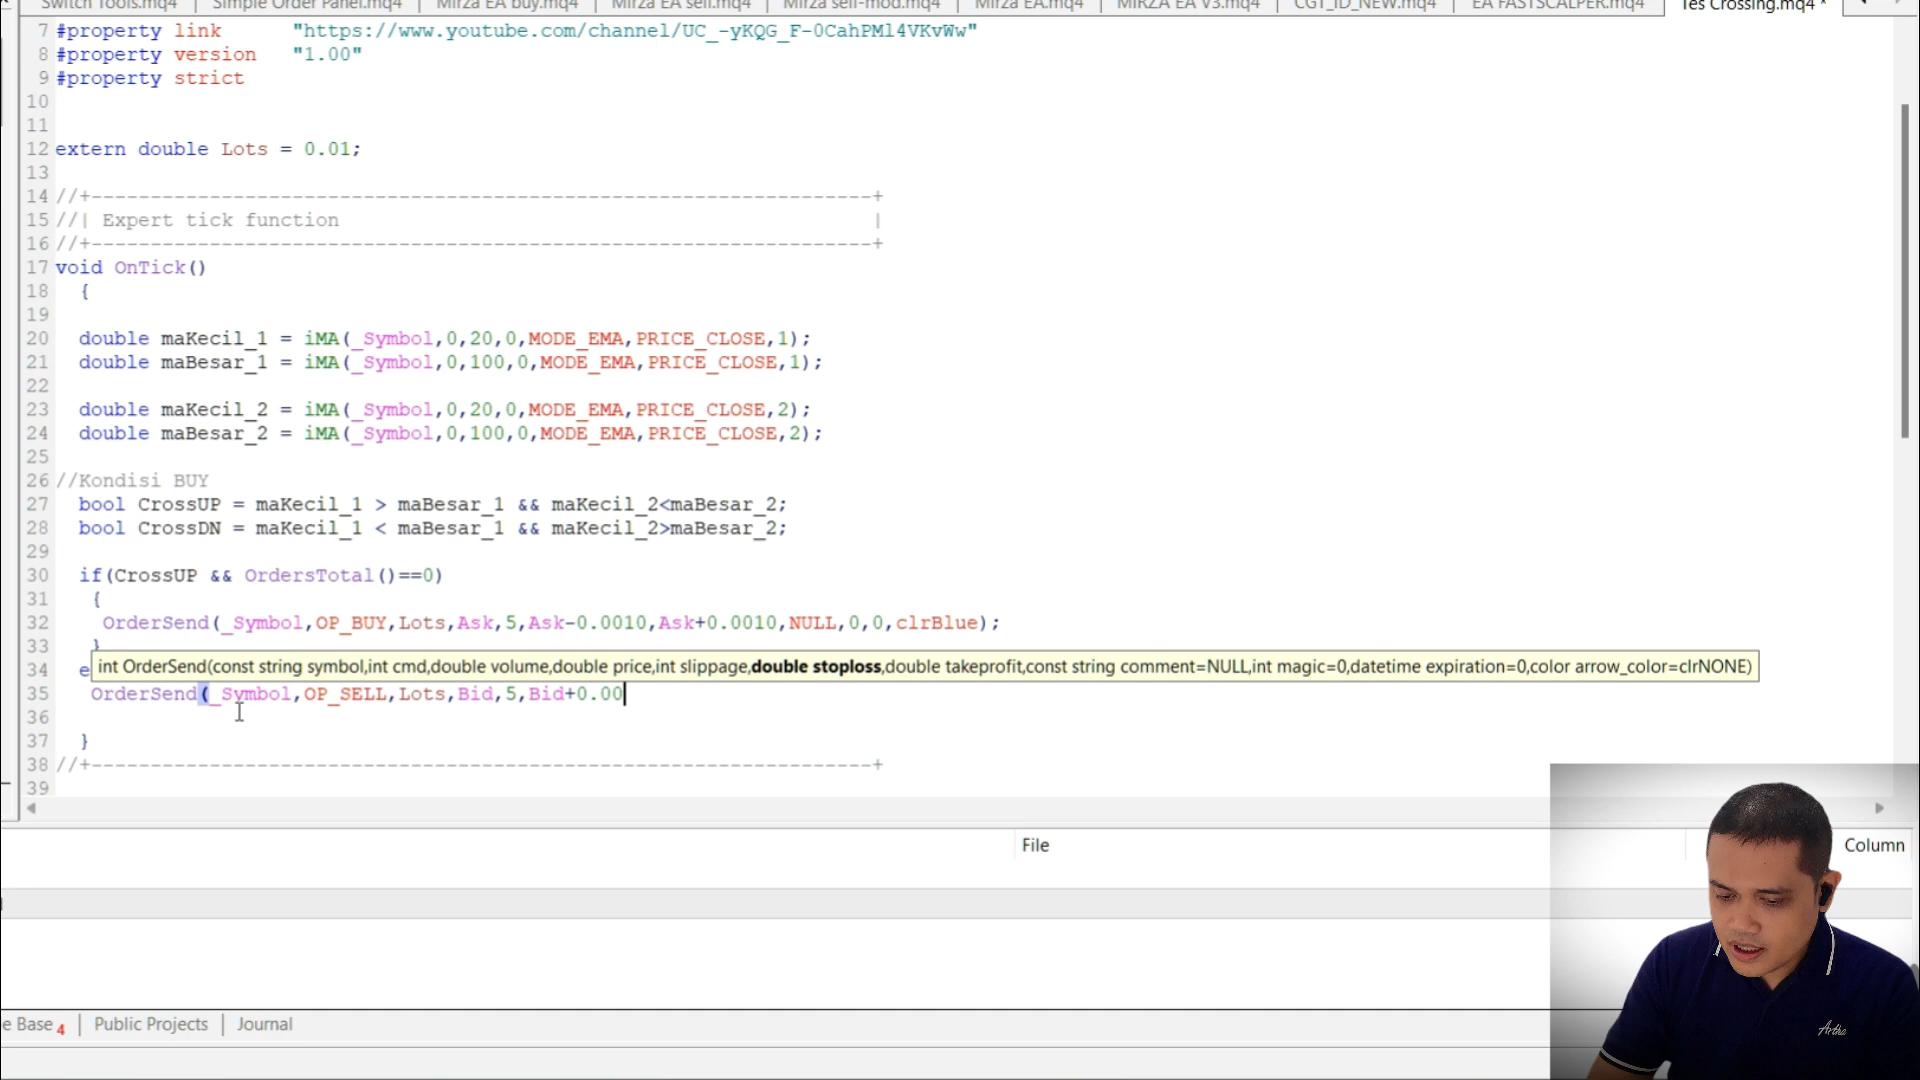 Switch Tools.mq4 Simple Order Panel.mq4 Mirza EA buy.mq4 Mirza EA sell.mq4 Mirza self-mod.mq4 Mirza EA.mq4 MIRZA EA V3.mq4 CGT_ID_NEW.mq4 EA FASTSCALPER.mq4 Tes Crossing.mq4 *
7 #property link "https://www.youtube.com/channel/UC_-yKQG_F-0CahPMl4VKvWw"
8 #property version "1.00"
9 #property strict
10
11
12 extern double Lots = 0.01;
13
14 //+------------------------------------------------------------------+
15 //| Expert tick function |
16 //+------------------------------------------------------------------+
17 void OnTick()
18 {
19
20 double maKecil_1 = iMA(_Symbol,0,20,0,MODE_EMA,PRICE_CLOSE,1);
21 double maBesar_1 = iMA(_Symbol,0,100,0,MODE_EMA,PRICE_CLOSE,1);
22
23 double maKecil_2 = iMA(_Symbol,0,20,0,MODE_EMA,PRICE_CLOSE,2);
24 double maBesar_2 = iMA(_Symbol,0,100,0,MODE_EMA,PRICE_CLOSE,2);
25
26 //Kondisi BUY
27 bool CrossUP = maKecil_1 > maBesar_1 && maKecil_2<maBesar_2;
28 bool CrossDN = maKecil_1 < maBesar_1 && maKecil_2>maBesar_2;
29
30 if(CrossUP && OrdersTotal()==0)
31 {
32 OrderSend(_Symbol,OP_BUY,Lots,Ask,5,Ask-0.0010,Ask+0.0010,NULL,0,0,clrBlue);
33 }
34 e int OrderSend(const string symbol,int cmd,double volume,double price,int slippage,double stoploss,double takeprofit,const string comment=NULL,int magic=0,datetime expiration=0,color arrow_color=clrNONE)
35 OrderSend(_Symbol,OP_SELL,Lots,Bid,5,Bid+0.00
36
37 }
38 //+------------------------------------------------------------------+
39
File Column
e Base 4 Public Projects Journal
Artha